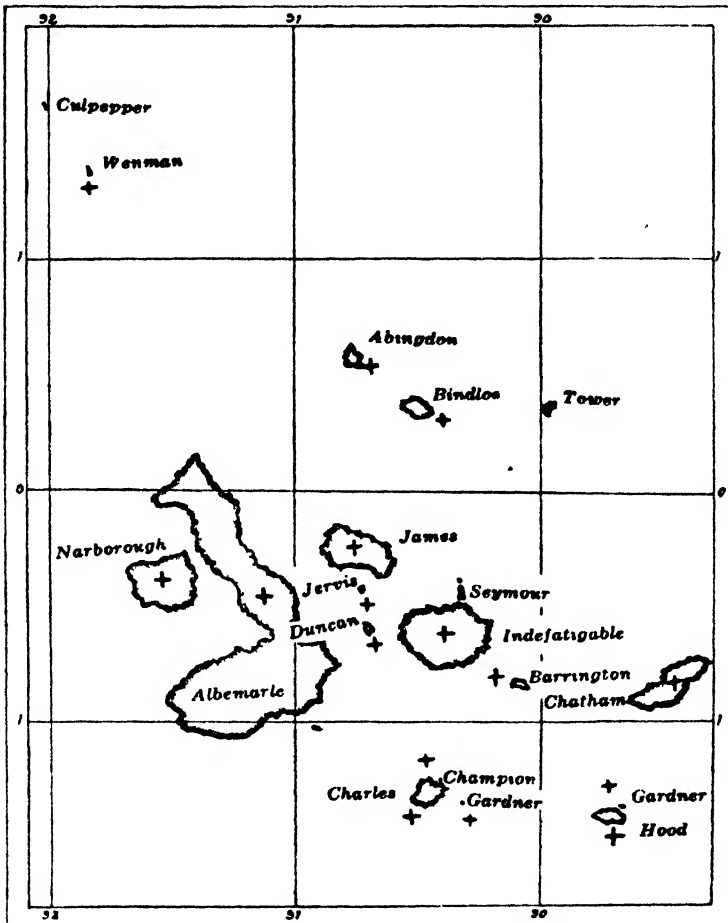 92 91 90
Culpepper
Wenman
1 1
Abingdon
Bindloe
Tower
0 0
Narborough
James
Jervis
Seymour
Duncan
Indefatigable
Albemarle
Barrington
Chatham
1 1
Champion
Charles
Gardner
Gardner
Hood
92 91 90